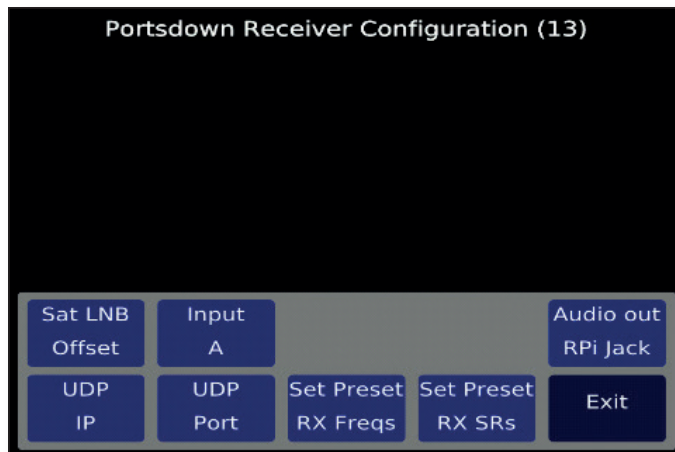 Portsdown Receiver Configuration (13)
Sat LNB Offset
Input A
Audio out RPi Jack
UDP IP
UDP Port
Set Preset RX Freqs
Set Preset RX SRs
Exit